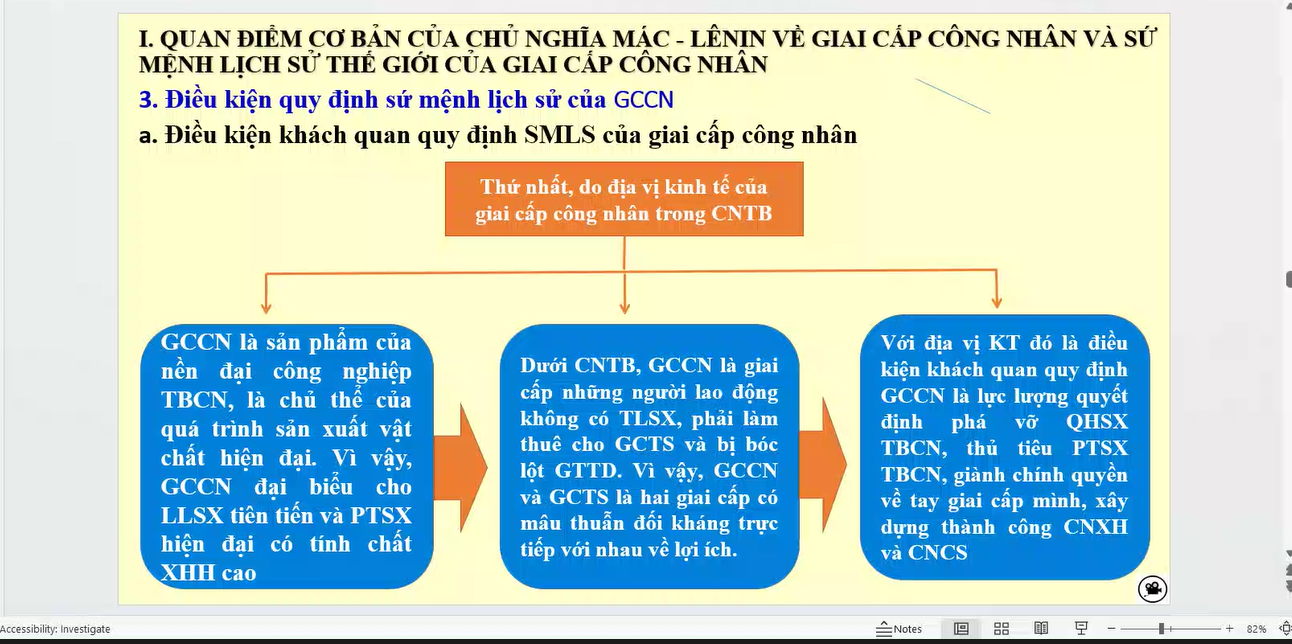 I. QUAN ĐIỂM CƠ BẢN CỦA CHỦ NGHĨA MÁC - LÊNIN VỀ GIAI CẤP CÔNG NHÂN VÀ SỨ
MỆNH LỊCH SỬ THẾ GIỚI CỦA GIAI CẤP CÔNG NHÂN
3. Điều kiện quy định sứ mệnh lịch sử của GCCN
a. Điều kiện khách quan quy định SMLS của giai cấp công nhân
Thứ nhất, do địa vị kinh tế của
giai cấp công nhân trong CNTB
GCCN là sản phẩm của
nền đại công nghiệp
TBCN, là chủ thể của
quá trình sản xuất vật
chất hiện đại. Vì vậy,
GCCN đại biểu cho
LLSX tiên tiến và PTSX
hiện đại có tính chất
XHH cao
Dưới CNTB, GCCN là giai
cấp những người lao động
không có TLSX, phải làm
thuê cho GCTS và bị bóc
lột GTTD. Vì vậy, GCCN
và GCTS là hai giai cấp có
mâu thuẫn đối kháng trực
tiếp với nhau về lợi ích.
Với địa vị KT đó là điều
kiện khách quan quy định
GCCN là lực lượng quyết
định phá vỡ QHSX
TBCN, thủ tiêu PTSX
TBCN, giành chính quyền
về tay giai cấp mình, xây
dựng thành công CNXH
và CNCS
Accessibility: Investigate
Notes
82%